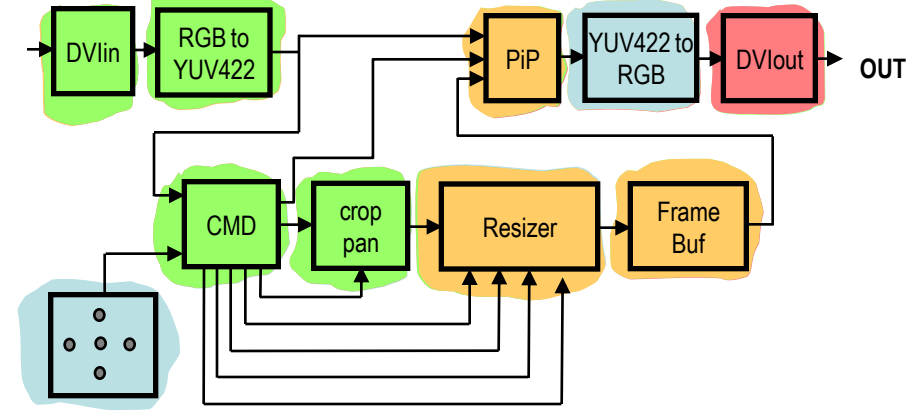 DVIin
RGB to
YUV422
PiP
YUV422 to
RGB
DVIout
OUT
CMD
crop
pan
Resizer
Frame
Buf